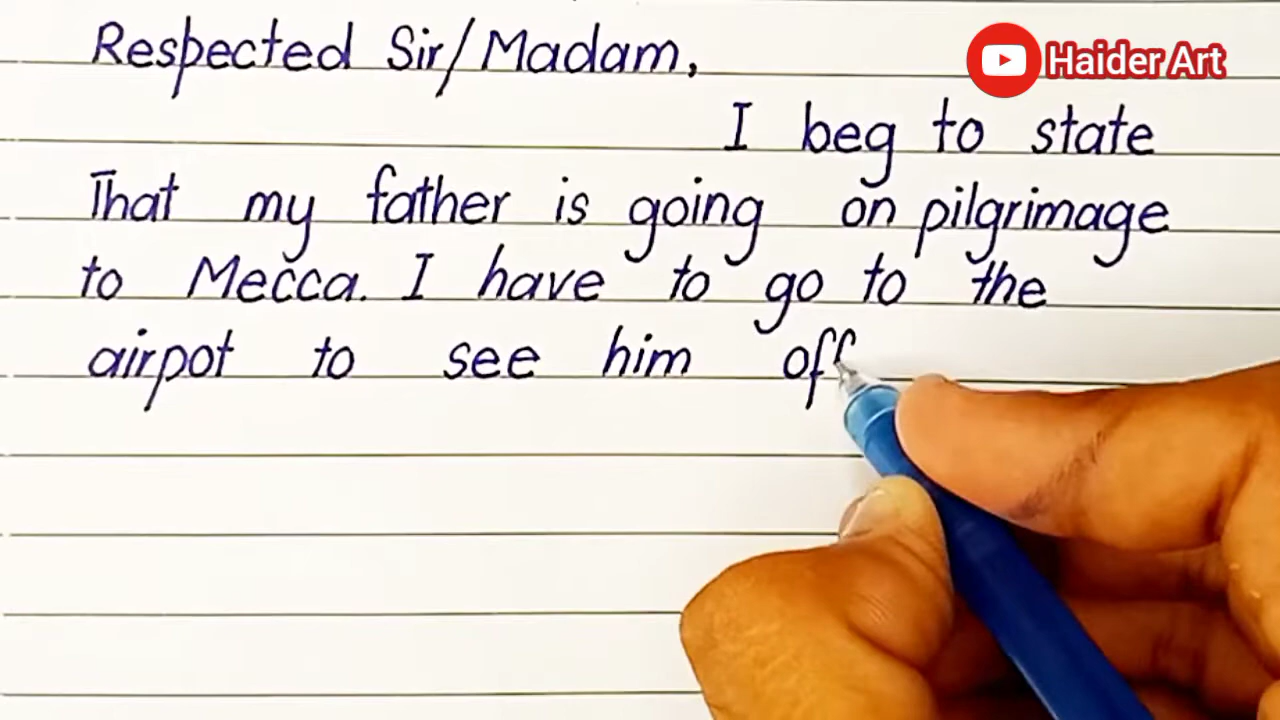 Respected Sir/Madam,
Haider Art
I beg to state
That my father is going on pilgrimage
to Mecca. I have to go to the
airpot to see him off